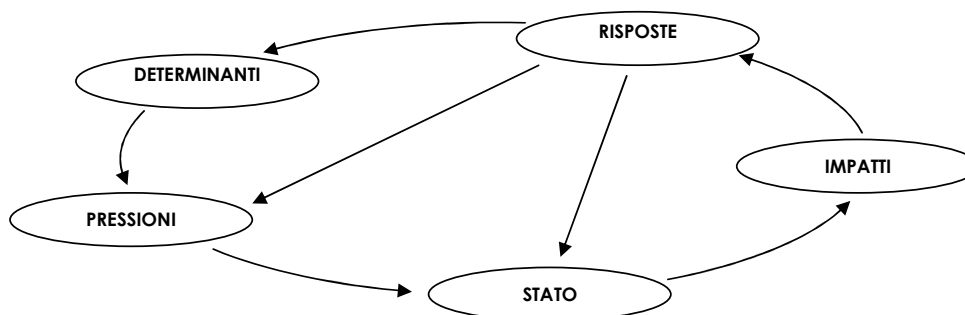 RISPOSTE
DETERMINANTI
IMPATTI
PRESSIONI
STATO